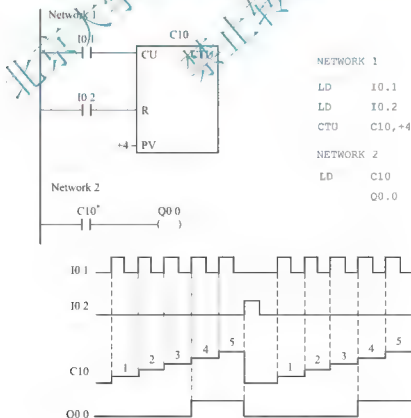 Network 1
I0.1
C10
CU
CTU
I0.2
R
+4
PV
Network 2
C10
Q0.0
NETWORK 1
LD I0.1
LD I0.2
CTU C10,+4
NETWORK 2
LD C10
Q0.0
I0.1
I0.2
C10
1 2 3 4 5 1 2 3 4 5
Q0.0